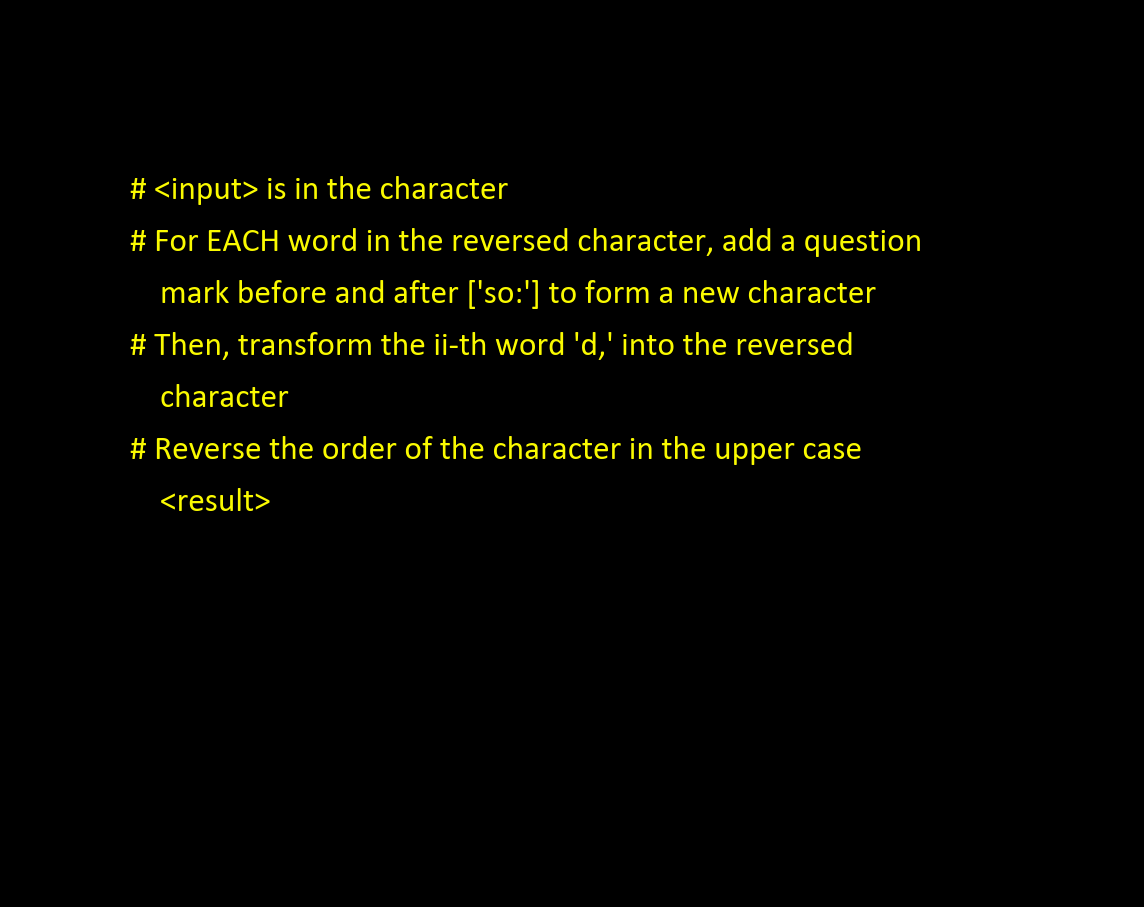 # <input> is in the character
# For EACH word in the reversed character, add a question
mark before and after ['so:'] to form a new character
# Then, transform the ii-th word 'd,' into the reversed
character
# Reverse the order of the character in the upper case
<result>